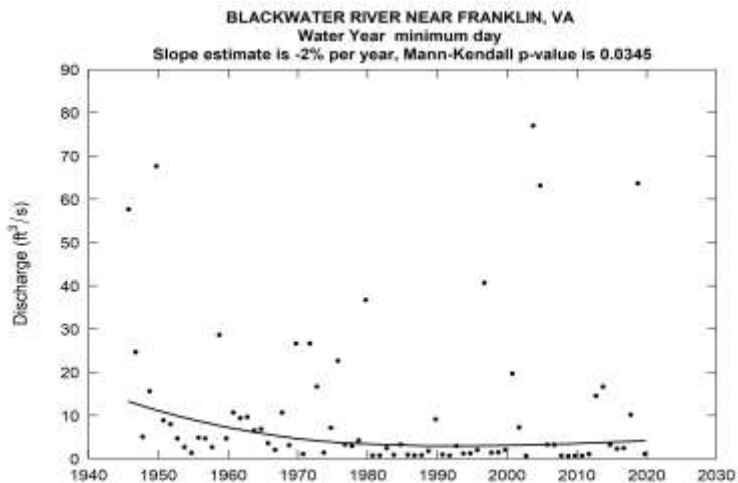 BLACKWATER RIVER NEAR FRANKLIN, VA
Water Year minimum day
Slope estimate is -2% per year, Mann-Kendall p-value is 0.0345
90
80
70
60
50
40
30
20
10
0
Discharge (ft³/s)
1940 1950 1960 1970 1980 1990 2000 2010 2020 2030